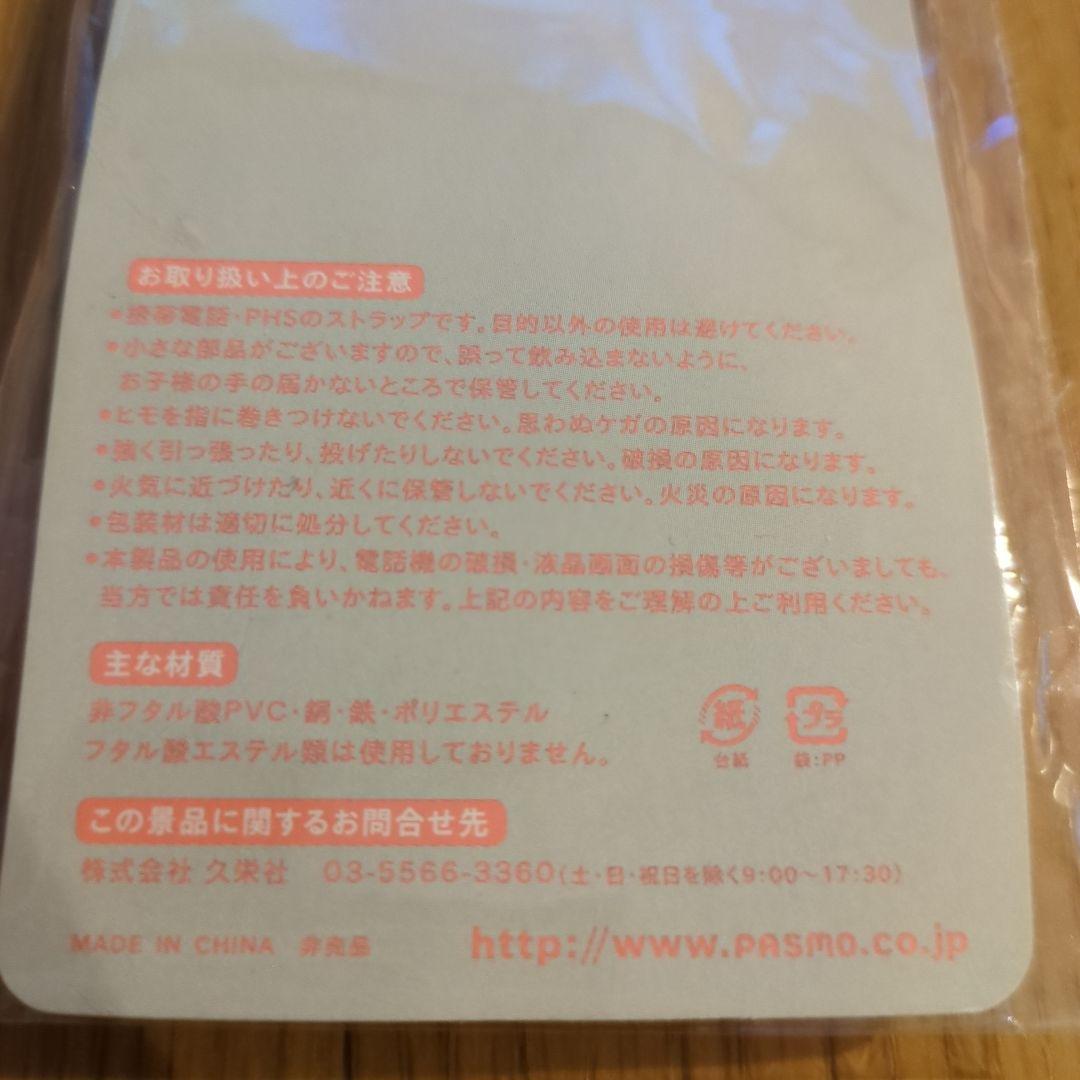 お取り扱い上のご注意
●携帯電話・PHSのストラップです。目的以外の使用は避けてください。
●小さな部品がございますので、誤って飲み込まないように、
お子様の手の届かないところで保管してください。
●ヒモを指に巻きつけないでください。思わぬケガの原因になります。
●強く引っ張ったり、投げたりしないでください。破損の原因になります。
●火気に近づけたり、近くに保管しないでください。火災の原因になります。
●包装材は適切に処分してください。
●本製品の使用により、電話機の破損・液晶画面の損傷等がございましても、
当方では責任を負いかねます。上記の内容をご理解の上ご利用ください。
主な材質
非フタル酸PVC・銅・鉄・ポリエステル
フタル酸エステル類は使用しておりません。
紙 プラ
台紙 袋:PP
この景品に関するお問合せ先
株式会社 久栄社 03-5566-3360(土・日・祝日を除く9:00〜17:30)
MADE IN CHINA 非売品 http://www.PASMO.co.jp